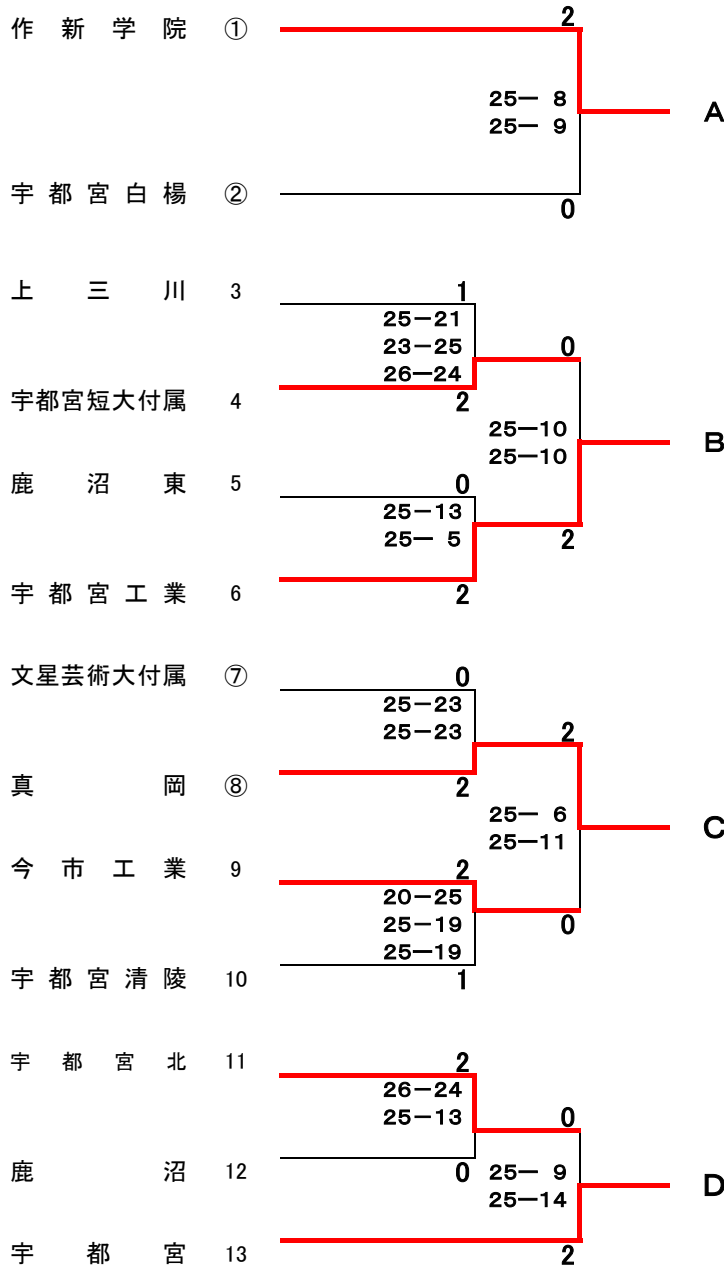 作新学院 ① 2
25－ 8
25－ 9
A
宇都宮白楊 ② 0
上三川 3 1
25－21
23－25
26－24
0
宇都宮短大付属 4 2
25－10
25－10
B
鹿沼東 5 0
25－13
25－ 5
2
宇都宮工業 6 2
文星芸術大付属 ⑦ 0
25－23
25－23
2
真岡 ⑧ 2
25－ 6
25－11
C
今市工業 9 2
20－25
25－19
25－19
0
宇都宮清陵 10 1
宇都宮北 11 2
26－24
25－13
0
鹿沼 12 0
25－ 9
25－14
D
宇都宮 13 2